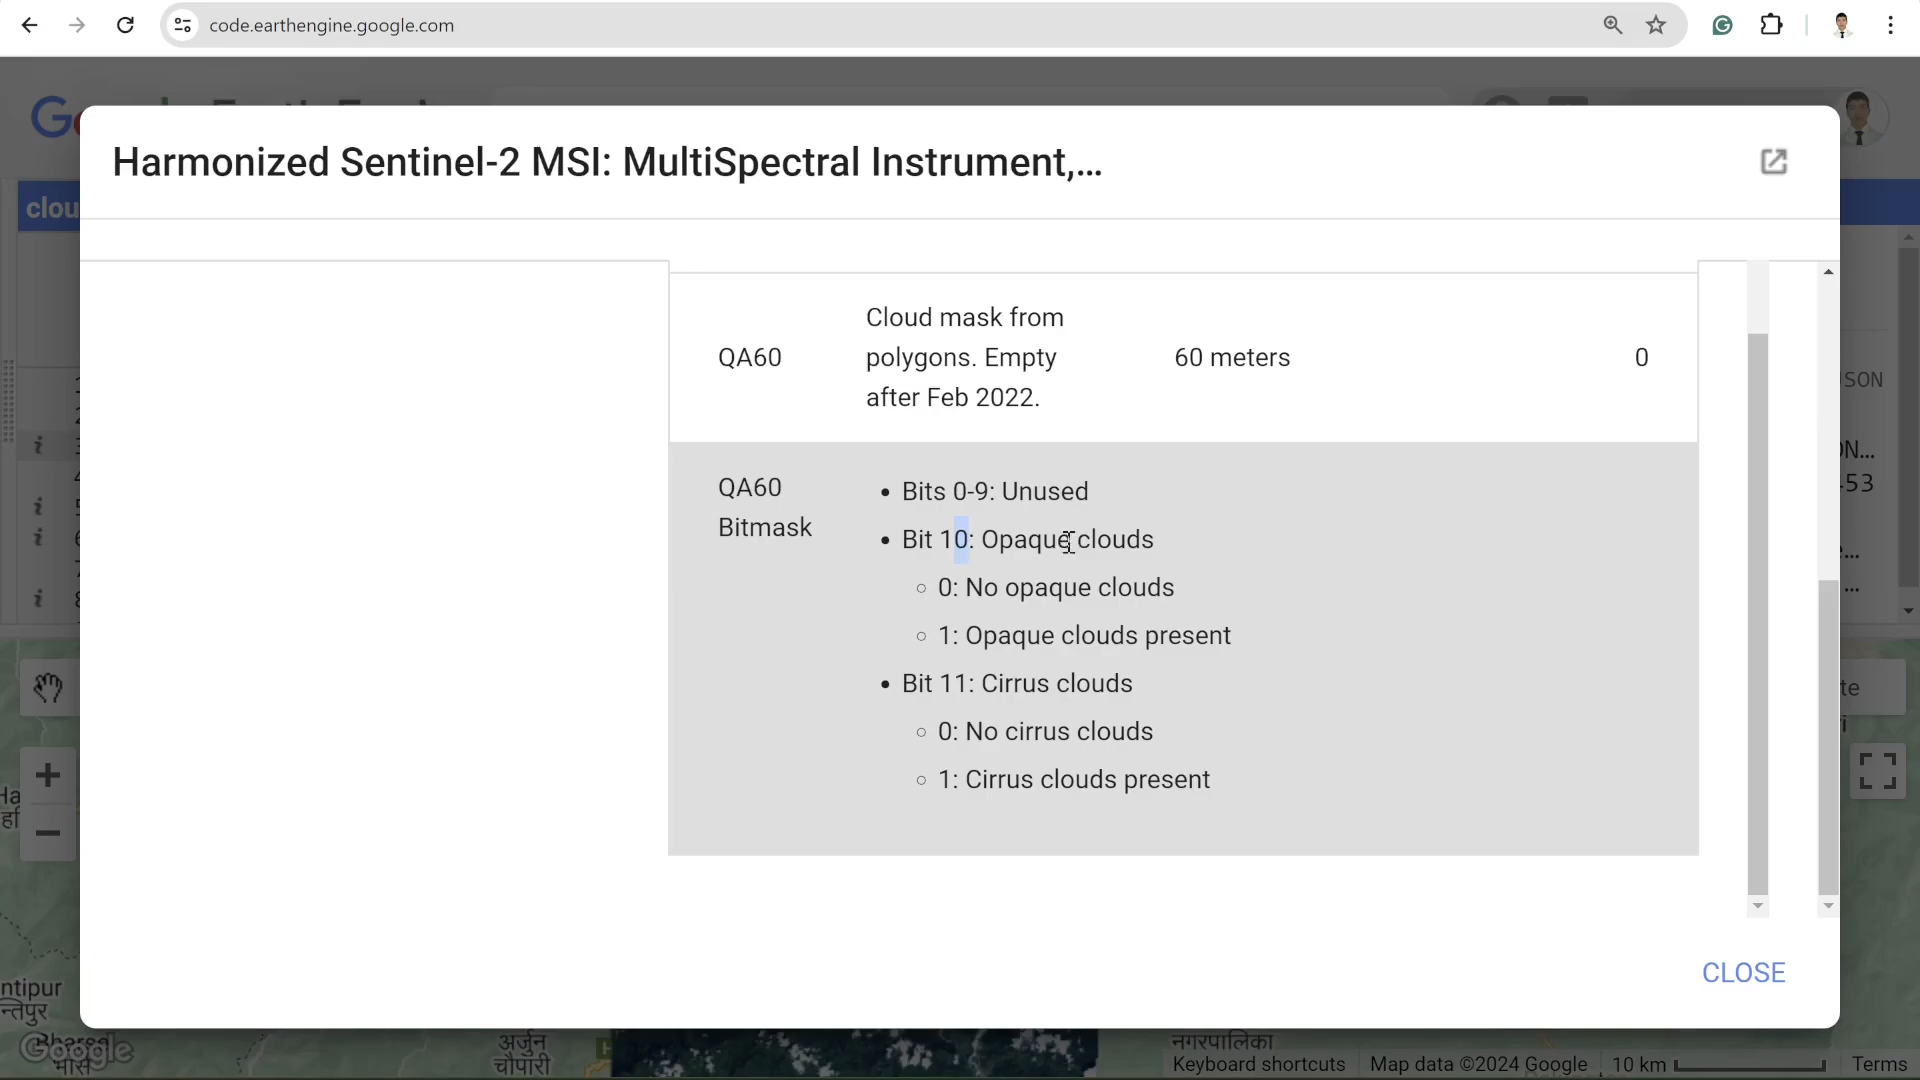 code.earthengine.google.com
clou
Harmonized Sentinel-2 MSI: MultiSpectral Instrument,...
QA60
Cloud mask from
polygons. Empty
after Feb 2022.
60 meters
0
QA60
Bitmask
• Bits 0-9: Unused
• Bit 10: Opaque clouds
○ 0: No opaque clouds
○ 1: Opaque clouds present
• Bit 11: Cirrus clouds
○ 0: No cirrus clouds
○ 1: Cirrus clouds present
CLOSE
SON
N...
53
te
ntipur
Google
अर्जुन
चौपारी
नगरपालिका
Keyboard shortcuts
Map data ©2024 Google
10 km
Terms